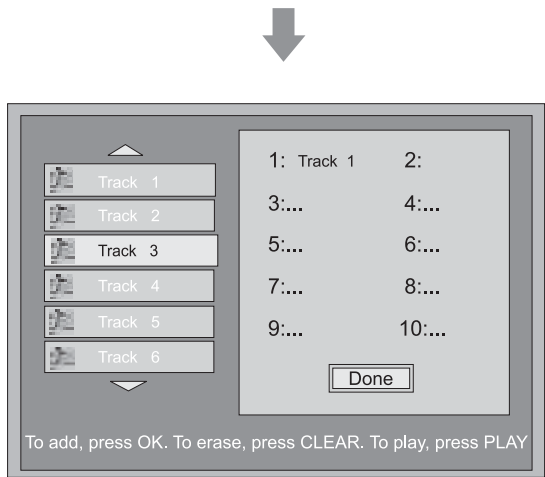 Track 1
Track 2
Track 3
Track 4
Track 5
Track 6
1: Track 1 2:
3:... 4:...
5:... 6:...
7:... 8:...
9:... 10:...
Done
To add, press OK. To erase, press CLEAR. To play, press PLAY